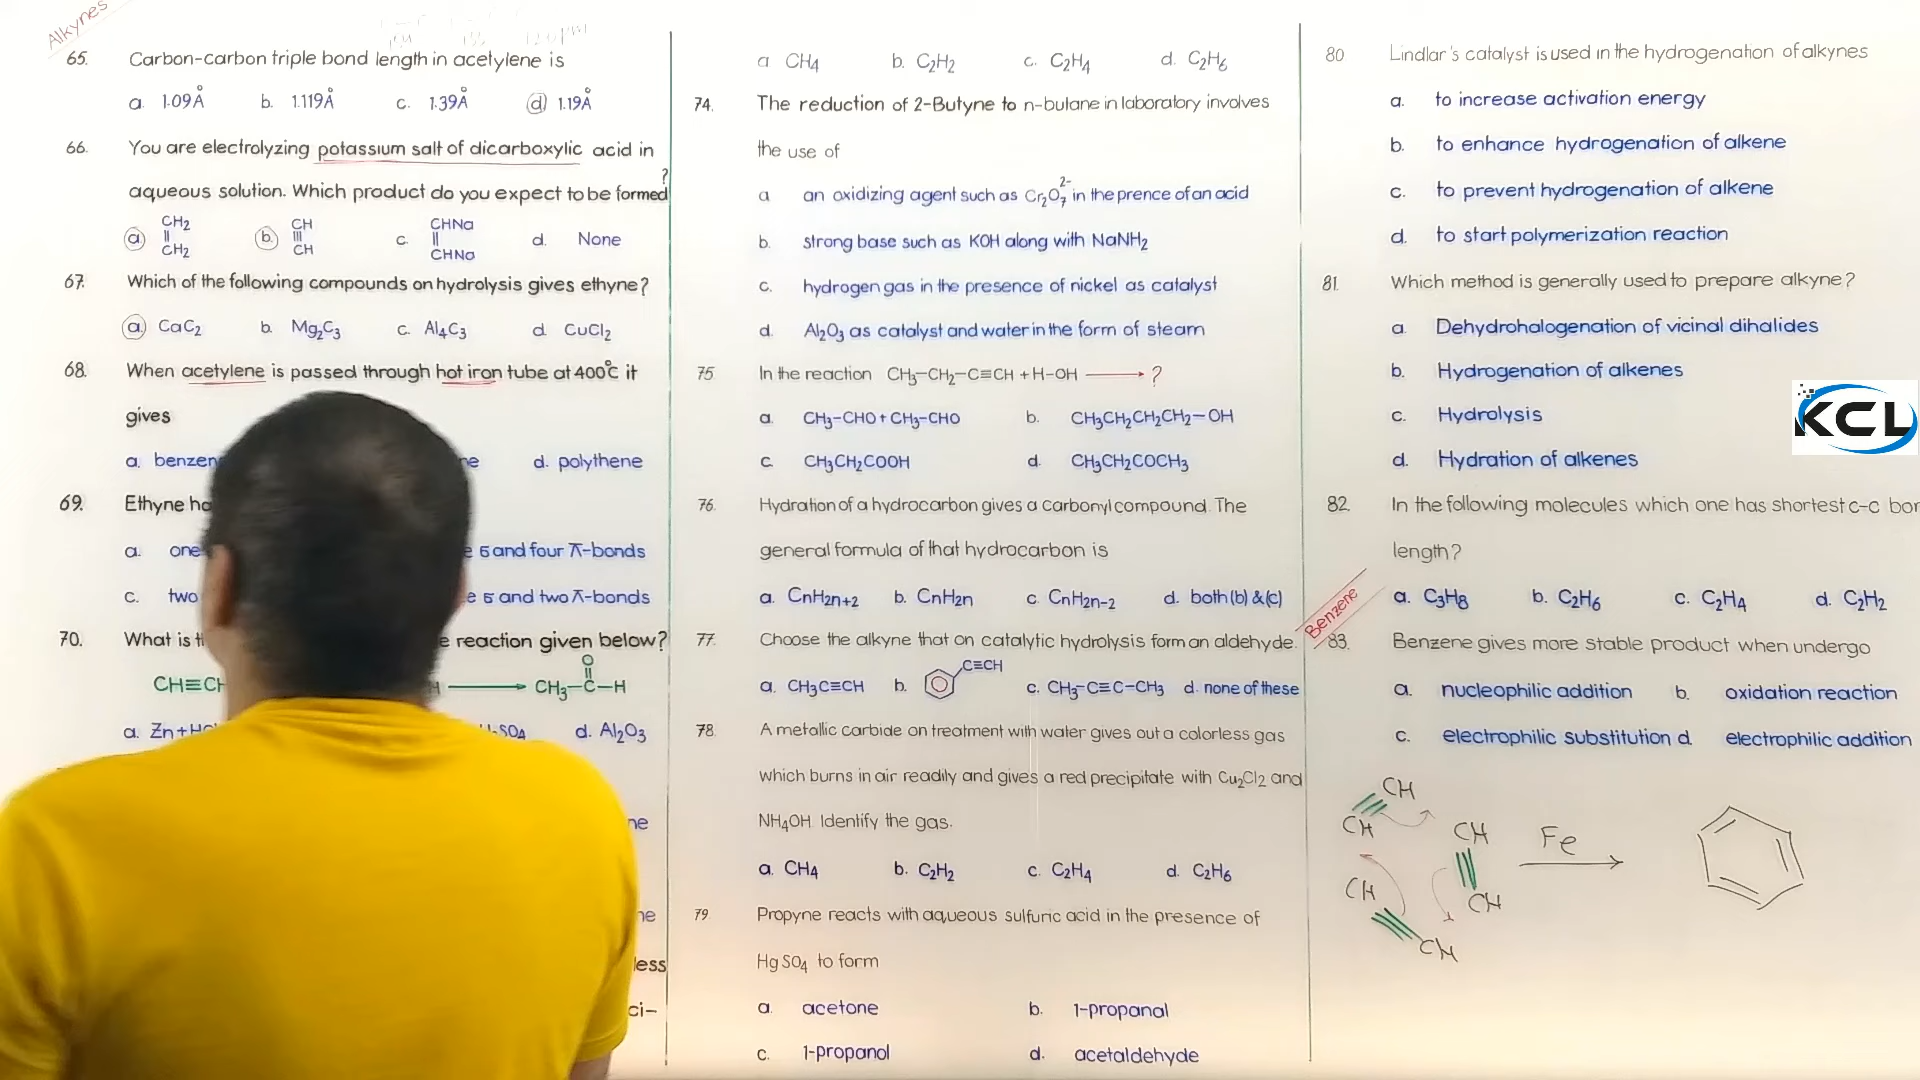 Alkynes
65. Carbon-carbon triple bond length in acetylene is
a. 1.09Å b. 1.119Å c. 1.39Å d) 1.19Å
66. You are electrolyzing potassium salt of dicarboxylic acid in
aqueous solution. Which product do you expect to be formed?
a) CH2=CH2 b) CH≡CH c. CHNa=CHNa d. None
67. Which of the following compounds on hydrolysis gives ethyne?
a) CaC2 b. Mg2C3 c. Al4C3 d. CuCl2
68. When acetylene is passed through hot iron tube at 400°C it
gives
a. benzen d. polythene
69. Ethyne
a. one б and four π-bonds
c. two б and two π-bonds
70. What is reaction given below?
CH≡CH → CH3-C-H
O
a. Zn+ SO4 d. Al2O3
a CH4 b. C2H2 c. C2H4 d. C2H6
74. The reduction of 2-Butyne to n-butane in laboratory involves
the use of
a an oxidizing agent such as Cr2O7 2- in the prence of an acid
b. strong base such as KOH along with NaNH2
c. hydrogen gas in the presence of nickel as catalyst
d. Al2O3 as catalyst and water in the form of steam
75 In the reaction CH3-CH2-C≡CH + H-OH → ?
a. CH3-CHO + CH3-CHO b. CH3CH2CH2CH2-OH
c. CH3CH2COOH d. CH3CH2COCH3
76. Hydration of a hydrocarbon gives a carbonyl compound. The
general formula of that hydrocarbon is
a. CnH2n+2 b. CnH2n c. CnH2n-2 d. both (b) & (c)
77. Choose the alkyne that on catalytic hydrolysis form an aldehyde.
a. CH3C≡CH b. C≡CH c. CH3-C≡C-CH3 d. none of these
78. A metallic carbide on treatment with water gives out a colorless gas
which burns in air readily and gives a red precipitate with Cu2Cl2 and
NH4OH. Identify the gas.
a. CH4 b. C2H2 c. C2H4 d. C2H6
79. Propyne reacts with aqueous sulfuric acid in the presence of
HgSO4 to form
a. acetone b. 1-propanal
c. 1-propanol d. acetaldehyde
80 Lindlar's catalyst is used in the hydrogenation of alkynes
a. to increase activation energy
b. to enhance hydrogenation of alkene
c. to prevent hydrogenation of alkene
d. to start polymerization reaction
81. Which method is generally used to prepare alkyne?
a. Dehydrohalogenation of vicinal dihalides
b. Hydrogenation of alkenes
c. Hydrolysis
d. Hydration of alkenes
KCL
82. In the following molecules which one has shortest c-c bon
length?
a. C3H8 b. C2H6 c. C2H4 d. C2H2
Benzene
83. Benzene gives more stable product when undergo
a. nucleophilic addition b. oxidation reaction
c. electrophilic substitution d. electrophilic addition
CH
CH CH Fe
CH CH
CH